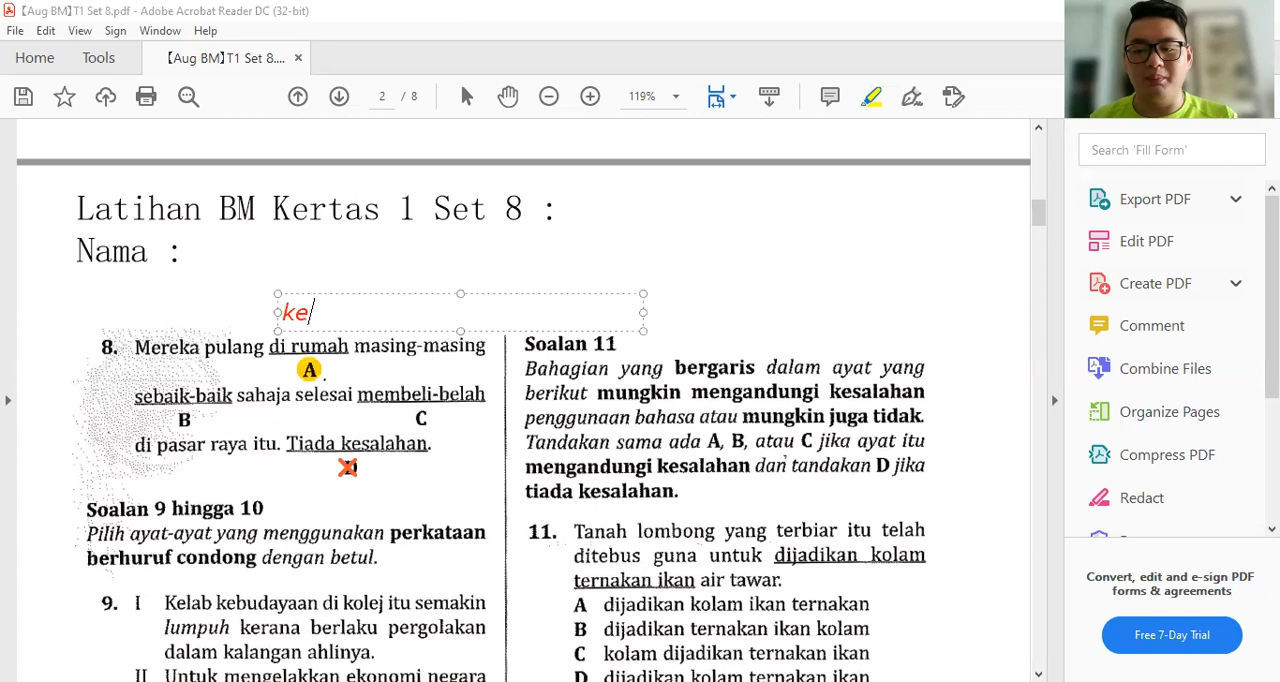 【Aug BM】T1 Set 8.pdf - Adobe Acrobat Reader DC (32-bit)
File Edit View Sign Window Help
Home Tools 【Aug BM】T1 Set 8.... ×
2 / 8 119%
Latihan BM Kertas 1 Set 8 :
Nama :
ke
8. Mereka pulang di rumah masing-masing
A
sebaik-baik sahaja selesai membeli-belah
B C
di pasar raya itu. Tiada kesalahan.
Soalan 9 hingga 10
Pilih ayat-ayat yang menggunakan perkataan
berhuruf condong dengan betul.
9. I Kelab kebudayaan di kolej itu semakin
lumpuh kerana berlaku pergolakan
dalam kalangan ahlinya.
II Untuk mengelakkan ekonomi negara
Soalan 11
Bahagian yang bergaris dalam ayat yang
berikut mungkin mengandungi kesalahan
penggunaan bahasa atau mungkin juga tidak.
Tandakan sama ada A, B, atau C jika ayat itu
mengandungi kesalahan dan tandakan D jika
tiada kesalahan.
11. Tanah lombong yang terbiar itu telah
ditebus guna untuk dijadikan kolam
ternakan ikan air tawar.
A dijadikan kolam ikan ternakan
B dijadikan ternakan ikan kolam
C kolam dijadikan ternakan ikan
D dijadikan kolam ternakan ikan
Search 'Fill Form'
Export PDF
Edit PDF
Create PDF
Comment
Combine Files
Organize Pages
Compress PDF
Redact
Convert, edit and e-sign PDF
forms & agreements
Free 7-Day Trial